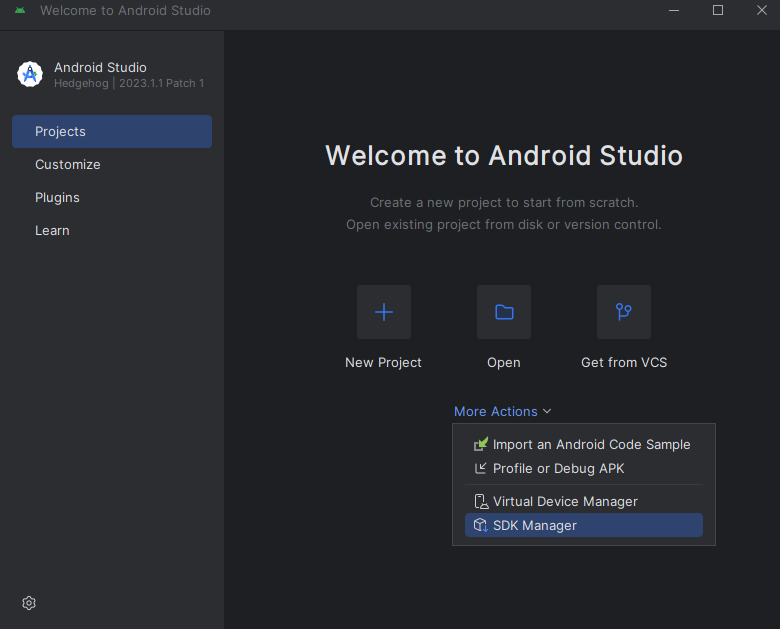 Welcome to Android Studio
Android Studio
Hedgehog | 2023.1.1 Patch 1
Projects
Customize
Plugins
Learn
Welcome to Android Studio
Create a new project to start from scratch.
Open existing project from disk or version control.
New Project
Open
Get from VCS
More Actions
Import an Android Code Sample
Profile or Debug APK
Virtual Device Manager
SDK Manager